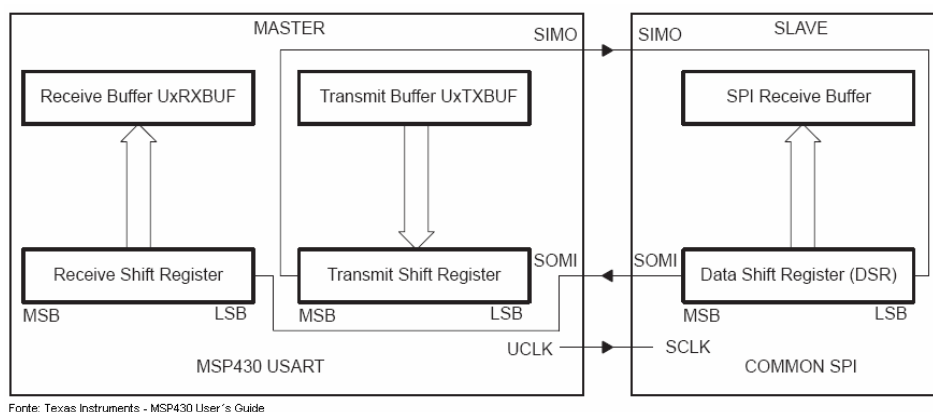 MASTER
SIMO
SIMO
SLAVE
Receive Buffer UxRXBUF
Transmit Buffer UxTXBUF
SPI Receive Buffer
Receive Shift Register
Transmit Shift Register
SOMI
SOMI
Data Shift Register (DSR)
MSB
LSB
MSB
LSB
MSB
LSB
UCLK
SCLK
MSP430 USART
COMMON SPI
Fonte: Texas Instruments - MSP430 User´s Guide